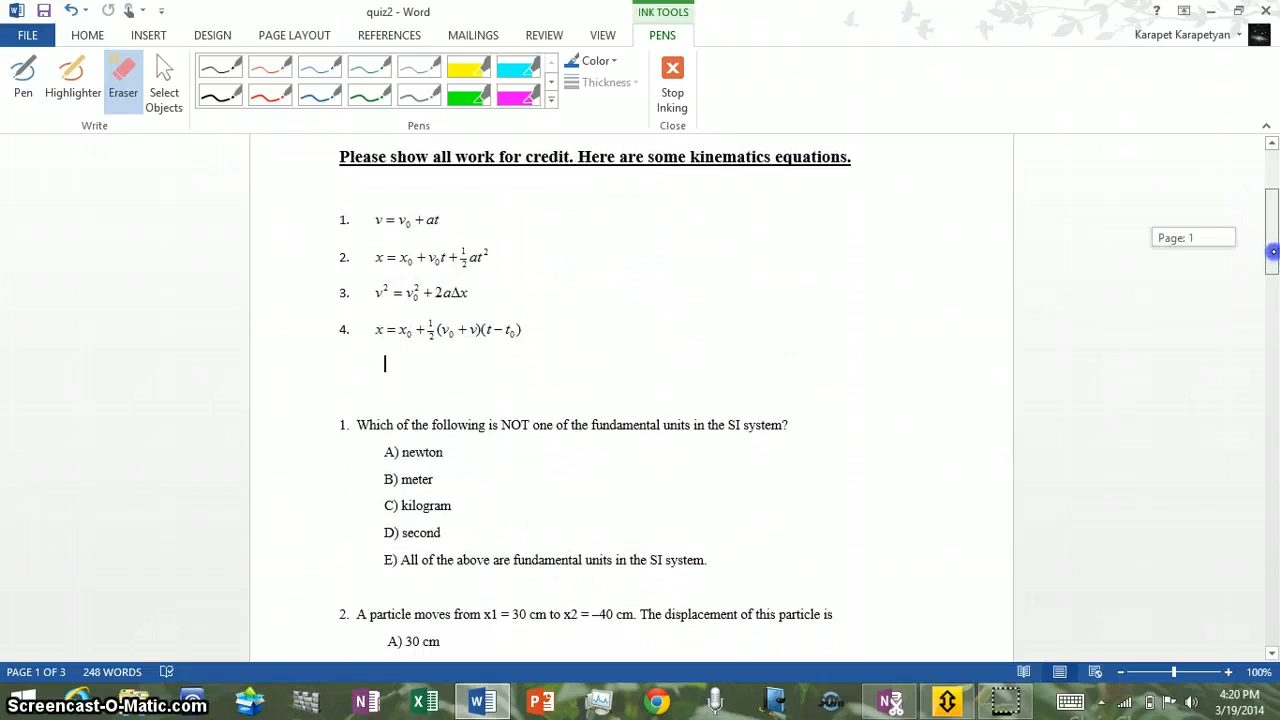 quiz2 - Word
INK TOOLS
FILE HOME INSERT DESIGN PAGE LAYOUT REFERENCES MAILINGS REVIEW VIEW PENS
Karapet Karapetyan
Pen Highlighter Eraser Select Objects
Color
Thickness
Stop Inking
Write Pens Close
Please show all work for credit. Here are some kinematics equations.
1. v = v₀ + at
2. x = x₀ + v₀t + ½at²
3. v² = v₀² + 2aΔx
4. x = x₀ + ½(v₀ + v)(t − t₀)
Page: 1
1. Which of the following is NOT one of the fundamental units in the SI system?
A) newton
B) meter
C) kilogram
D) second
E) All of the above are fundamental units in the SI system.
2. A particle moves from x1 = 30 cm to x2 = –40 cm. The displacement of this particle is
A) 30 cm
PAGE 1 OF 3 248 WORDS 100%
4:20 PM
3/19/2014
Screencast-O-Matic.com